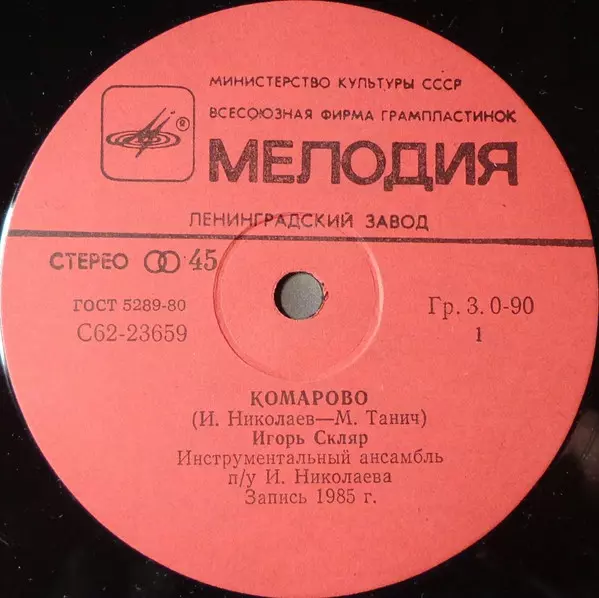 МИНИСТЕРСТВО КУЛЬТУРЫ СССР
ВСЕСОЮЗНАЯ ФИРМА ГРАМПЛАСТИНОК
®
МЕЛОДИЯ
ЛЕНИНГРАДСКИЙ ЗАВОД
СТЕРЕО 45
ГОСТ 5289-80
Гр. 3. 0-90
С62-23659
1
КОМАРОВО
(И. Николаев—М. Танич)
Игорь Скляр
Инструментальный ансамбль
п/у И. Николаева
Запись 1985 г.